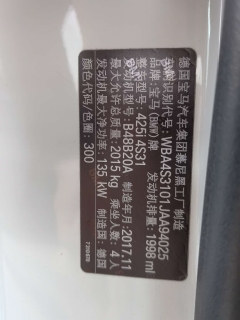 德国宝马汽车集团慕尼黑工厂制造
车辆识别代号: WBA4S3101JAA94025
品牌: 宝马 (BMW) 发动机排量: 1998 ml
整车型号: 4251/4S31 制造年月: 2017.11
发动机型号: B48B20A 乘坐人数: 4人
最大允许总质量: 2015 kg
发动机最大净功率: 135 kW 制造国: 德国
颜色代码/色圈: 300